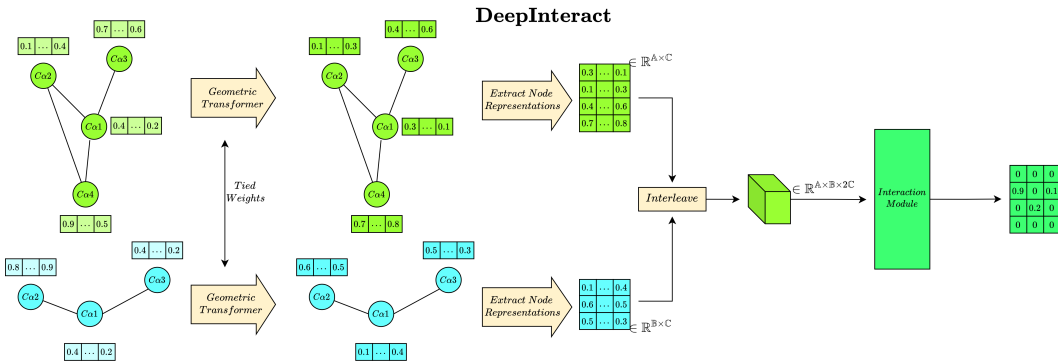 DeepInteract
0.7 … 0.6
0.1 … 0.4
Cα3
Cα2
Cα1
0.4 … 0.2
Cα4
0.9 … 0.5
Geometric
Transformer
0.4 … 0.6
0.1 … 0.3
Cα3
Cα2
Cα1
0.3 … 0.1
Cα4
0.7 … 0.8
Extract Node
Representations
∈ ℝ^{𝔸×ℂ}
0.3 … 0.1
0.1 … 0.3
0.4 … 0.6
0.7 … 0.8
Tied
Weights
Interleave
∈ ℝ^{𝔸×𝔹×2ℂ}
Interaction
Module
0 0 0
0.9 0 0.1
0 0.2 0
0 0 0
0.4 … 0.2
0.8 … 0.9
Cα3
Cα2
Cα1
0.4 … 0.2
Geometric
Transformer
0.5 … 0.3
0.6 … 0.5
Cα3
Cα2
Cα1
0.1 … 0.4
Extract Node
Representations
0.1 … 0.4
0.6 … 0.5
0.5 … 0.3
∈ ℝ^{𝔹×ℂ}